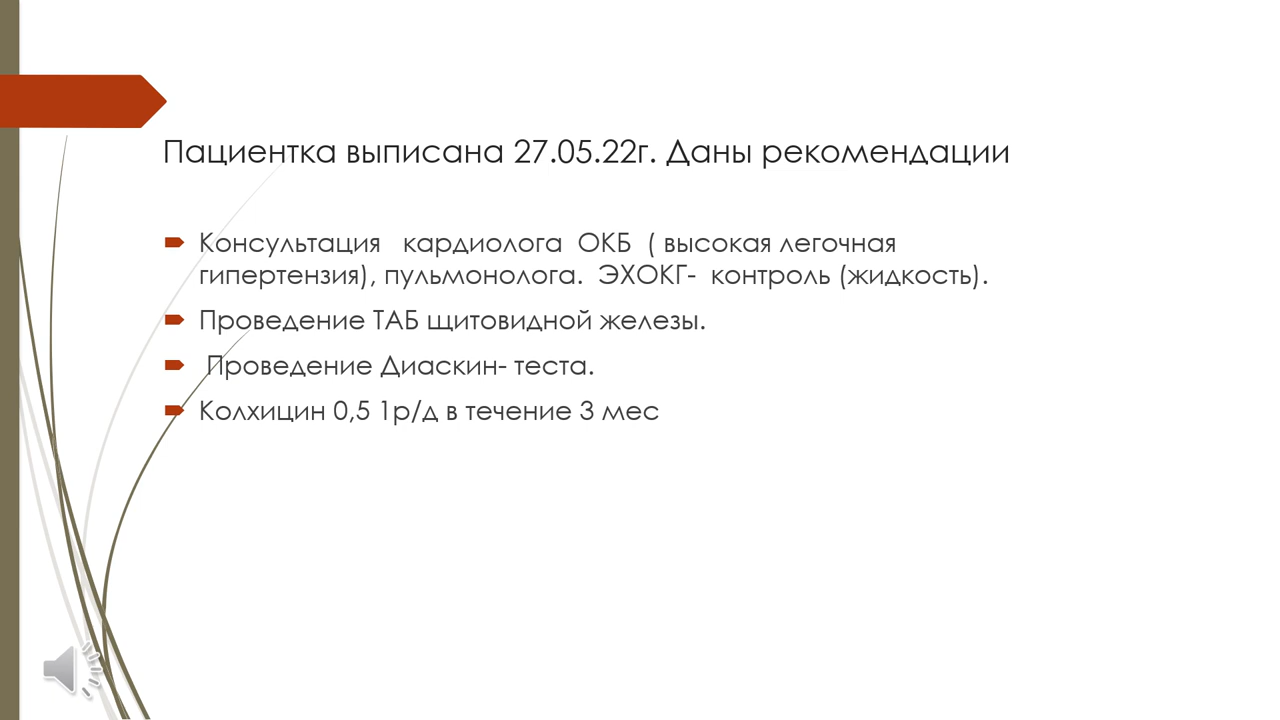 Пациентка выписана 27.05.22г. Даны рекомендации
Консультация кардиолога ОКБ ( высокая легочная
гипертензия), пульмонолога. ЭХОКГ- контроль (жидкость).
Проведение ТАБ щитовидной железы.
Проведение Диаскин- теста.
Колхицин 0,5 1р/д в течение 3 мес